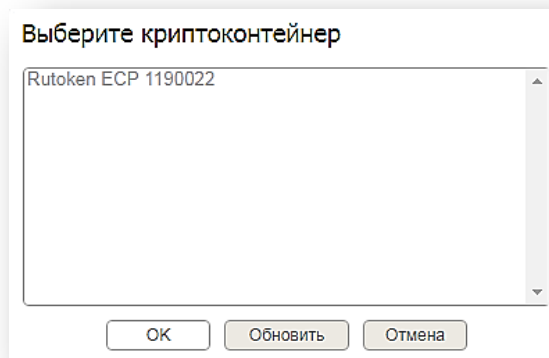 Выберите криптоконтейнер
Rutoken ECP 1190022
OK
Обновить
Отмена